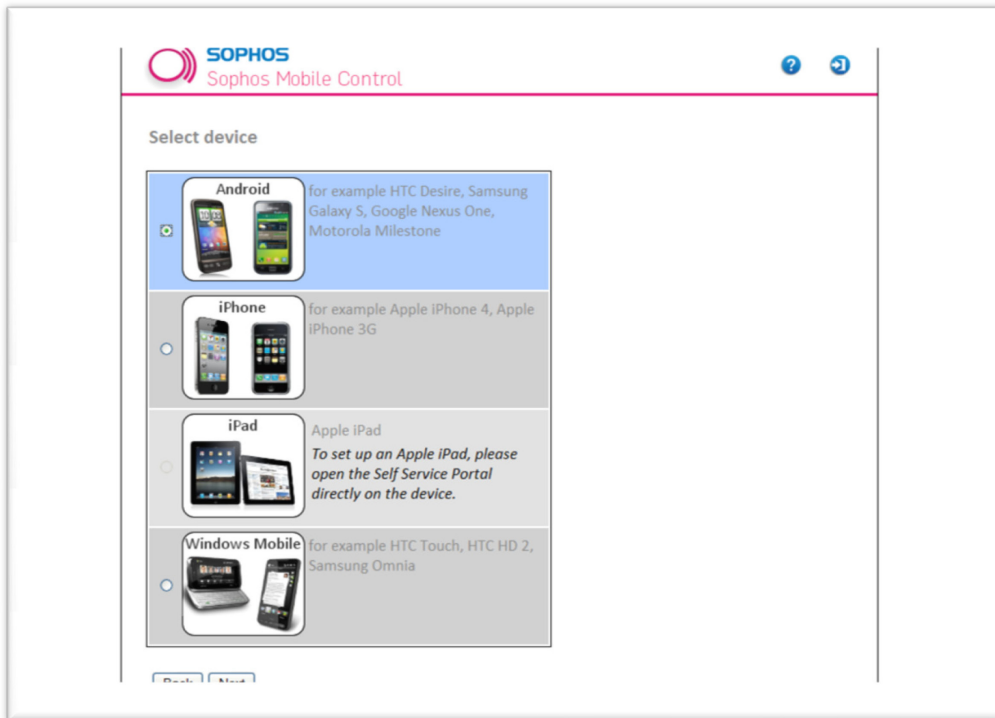 SOPHOS
Sophos Mobile Control
Select device
Android
for example HTC Desire, Samsung
Galaxy S, Google Nexus One,
Motorola Milestone
iPhone
for example Apple iPhone 4, Apple
iPhone 3G
iPad
Apple iPad
To set up an Apple iPad, please
open the Self Service Portal
directly on the device.
Windows Mobile
for example HTC Touch, HTC HD 2,
Samsung Omnia
Back Next